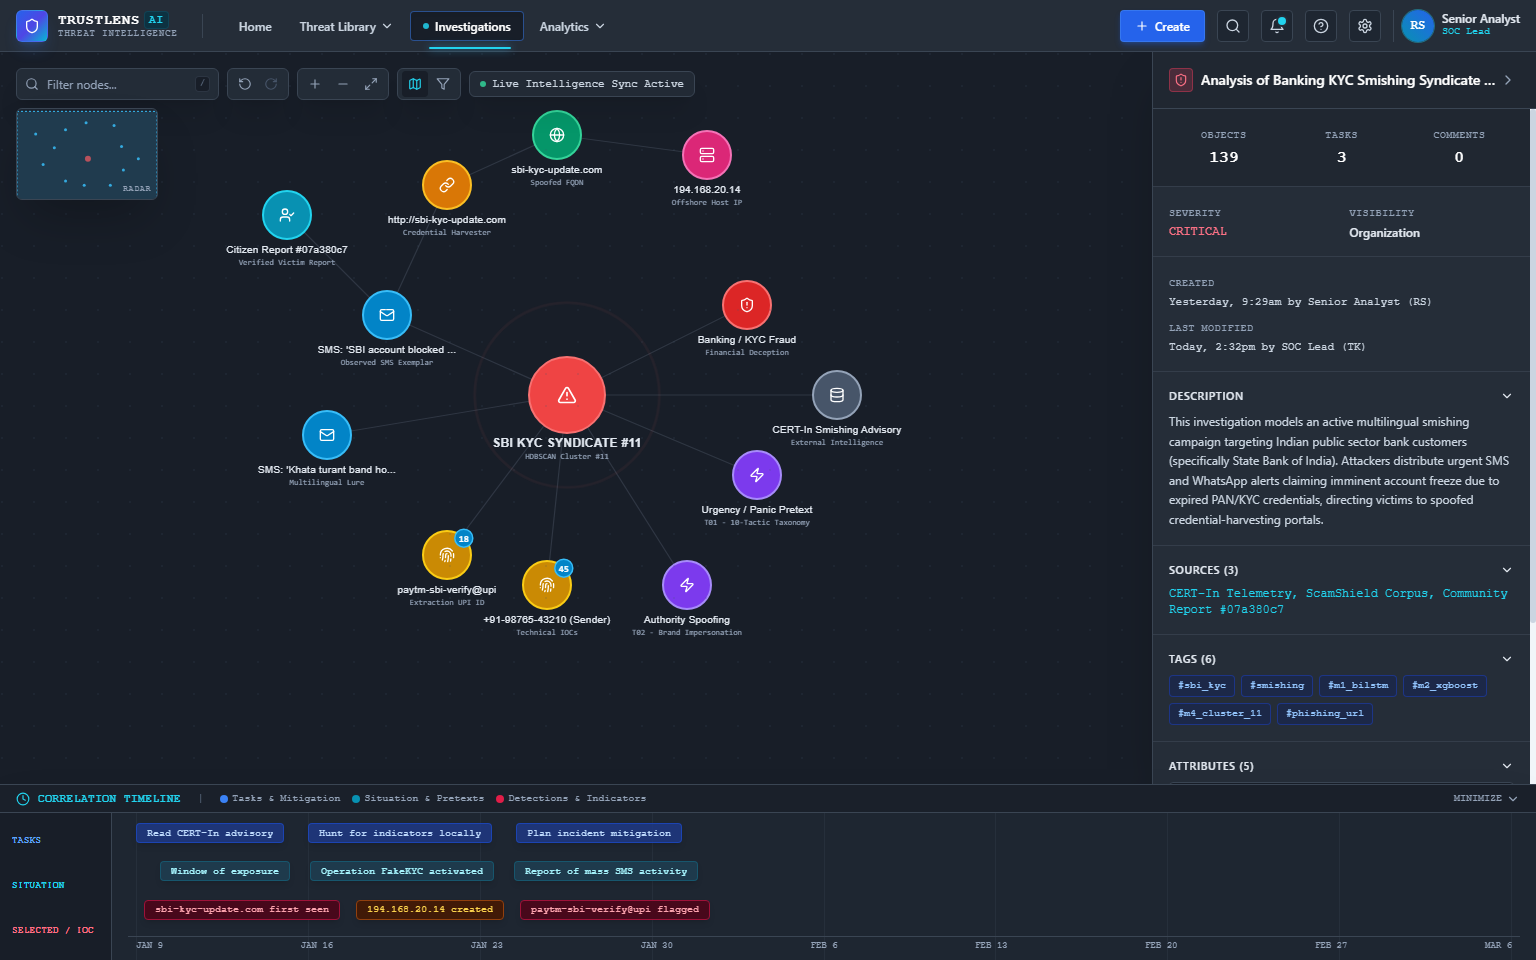 TRUSTLENS AI
THREAT INTELLIGENCE
Home
Threat Library
Investigations
Analytics
Create
RS
Senior Analyst
SOC Lead
Filter nodes...
/
Live Intelligence Sync Active
RADAR
sbi-kyc-update.com
Spoofed FQDN
194.168.20.14
Offshore Host IP
http://sbi-kyc-update.com
Credential Harvester
Citizen Report #07a380c7
Verified Victim Report
SMS: 'SBI account blocked ...
Observed SMS Exemplar
Banking / KYC Fraud
Financial Deception
SBI KYC SYNDICATE #11
HDBSCAN Cluster #11
CERT-In Smishing Advisory
External Intelligence
SMS: 'Khata turant band ho...
Multilingual Lure
Urgency / Panic Pretext
T01 - 10-Tactic Taxonomy
18
paytm-sbi-verify@upi
Extraction UPI ID
45
+91-98765-43210 (Sender)
Technical IOCs
Authority Spoofing
T02 - Brand Impersonation
Analysis of Banking KYC Smishing Syndicate ...
OBJECTS
139
TASKS
3
COMMENTS
0
SEVERITY
CRITICAL
VISIBILITY
Organization
CREATED
Yesterday, 9:29am by Senior Analyst (RS)
LAST MODIFIED
Today, 2:32pm by SOC Lead (TK)
DESCRIPTION
This investigation models an active multilingual smishing
campaign targeting Indian public sector bank customers
(specifically State Bank of India). Attackers distribute urgent SMS
and WhatsApp alerts claiming imminent account freeze due to
expired PAN/KYC credentials, directing victims to spoofed
credential-harvesting portals.
SOURCES (3)
CERT-In Telemetry, ScamShield Corpus, Community
Report #07a380c7
TAGS (6)
#sbi_kyc
#smishing
#m1_bilstm
#m2_xgboost
#m4_cluster_11
#phishing_url
ATTRIBUTES (5)
CORRELATION TIMELINE
|
Tasks & Mitigation
Situation & Pretexts
Detections & Indicators
MINIMIZE
TASKS
Read CERT-In advisory
Hunt for indicators locally
Plan incident mitigation
SITUATION
Window of exposure
Operation FakeKYC activated
Report of mass SMS activity
SELECTED / IOC
sbi-kyc-update.com first seen
194.168.20.14 created
paytm-sbi-verify@upi flagged
JAN 9
JAN 16
JAN 23
JAN 30
FEB 6
FEB 13
FEB 20
FEB 27
MAR 6